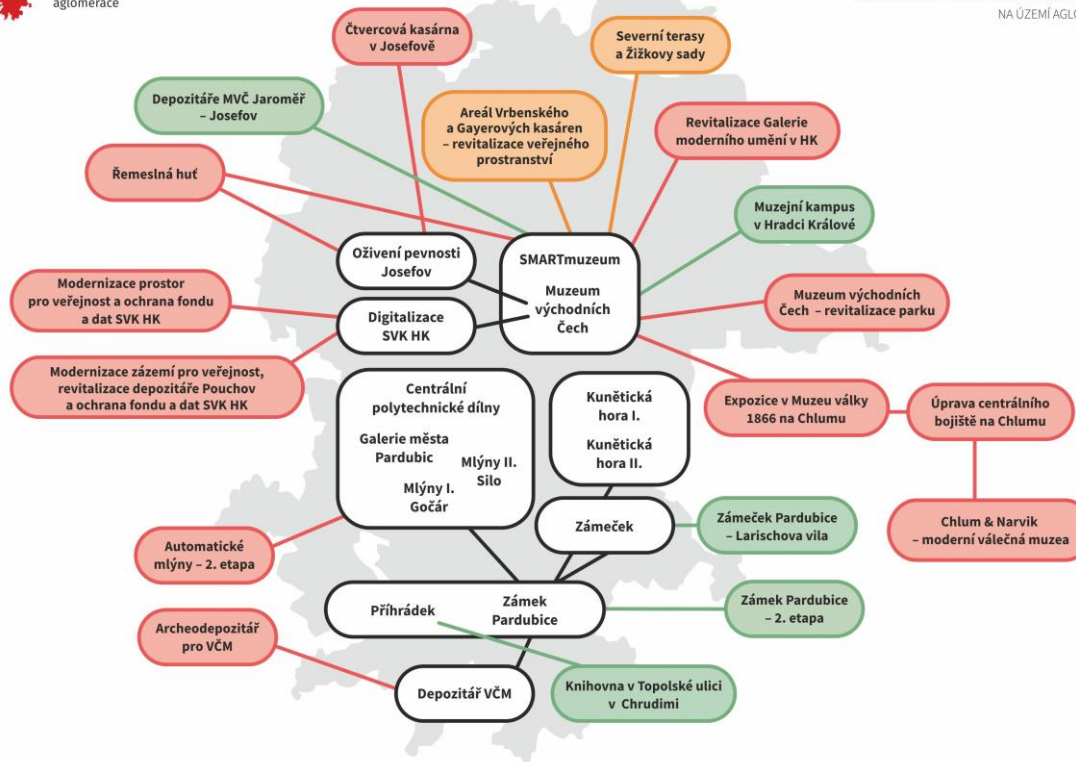 aglomerace
NA ÚZEMÍ AGLO
Čtvercová kasárna
v Josefově
Severní terasy
a Žižkovy sady
Depozitáře MVČ Jaroměř
– Josefov
Areál Vrbenského
a Gayerových kasáren
– revitalizace veřejného
prostranství
Revitalizace Galerie
moderního umění v HK
Řemeslná huť
Muzejní kampus
v Hradci Králové
Oživení pevnosti
Josefov
SMARTmuzeum
Muzeum
východních
Čech
Modernizace prostor
pro veřejnost a ochrana fondu
a dat SVK HK
Digitalizace
SVK HK
Muzeum východních
Čech – revitalizace parku
Modernizace zázemí pro veřejnost,
revitalizace depozitáře Pouchov
a ochrana fondu a dat SVK HK
Centrální
polytechnické dílny
Galerie města
Pardubic
Mlýny II.
Silo
Mlýny I.
Gočár
Kunětická
hora I.
Kunětická
hora II.
Expozice v Muzeu války
1866 na Chlumu
Úprava centrálního
bojiště na Chlumu
Zámeček
Zámeček Pardubice
– Larischova vila
Chlum & Narvik
– moderní válečná muzea
Automatické
mlýny – 2. etapa
Příhrádek
Zámek
Pardubice
Zámek Pardubice
– 2. etapa
Archeodepozitář
pro VČM
Depozitář VČM
Knihovna v Topolské ulici
v Chrudimi